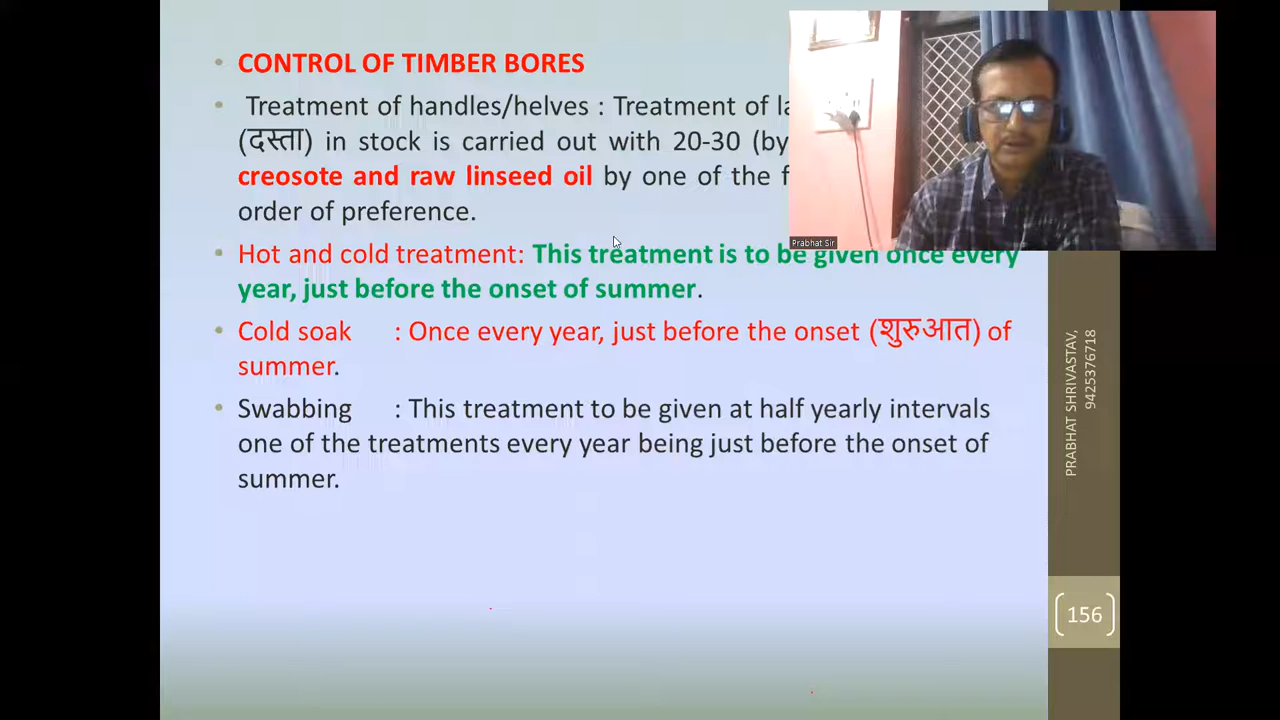 CONTROL OF TIMBER BORES
Treatment of handles/helves : Treatment of
(दस्ता) in stock is carried out with 20-30 (by
creosote and raw linseed oil by one of the
order of preference.
Hot and cold treatment: This treatment is to be given once every
year, just before the onset of summer.
Cold soak : Once every year, just before the onset (शुरुआत) of
summer.
Swabbing : This treatment to be given at half yearly intervals
one of the treatments every year being just before the onset of
summer.
Prabhat Sir
PRABHAT SHRIVASTAV,
9425376718
156